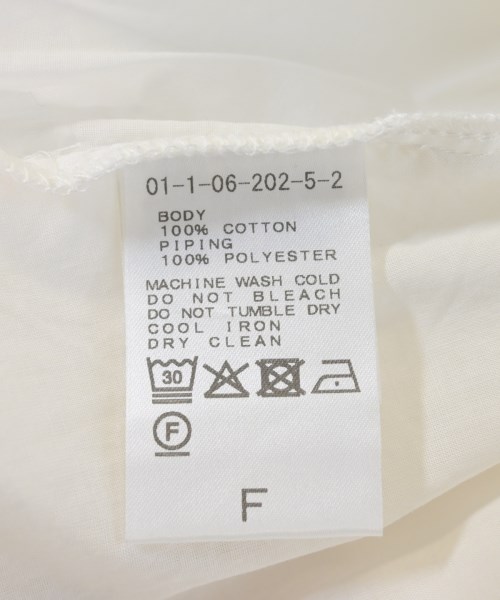 01-1-06-202-5-2
BODY
100% COTTON
PIPING
100% POLYESTER
MACHINE WASH COLD
DO NOT BLEACH
DO NOT TUMBLE DRY
COOL IRON
DRY CLEAN
30
F
F